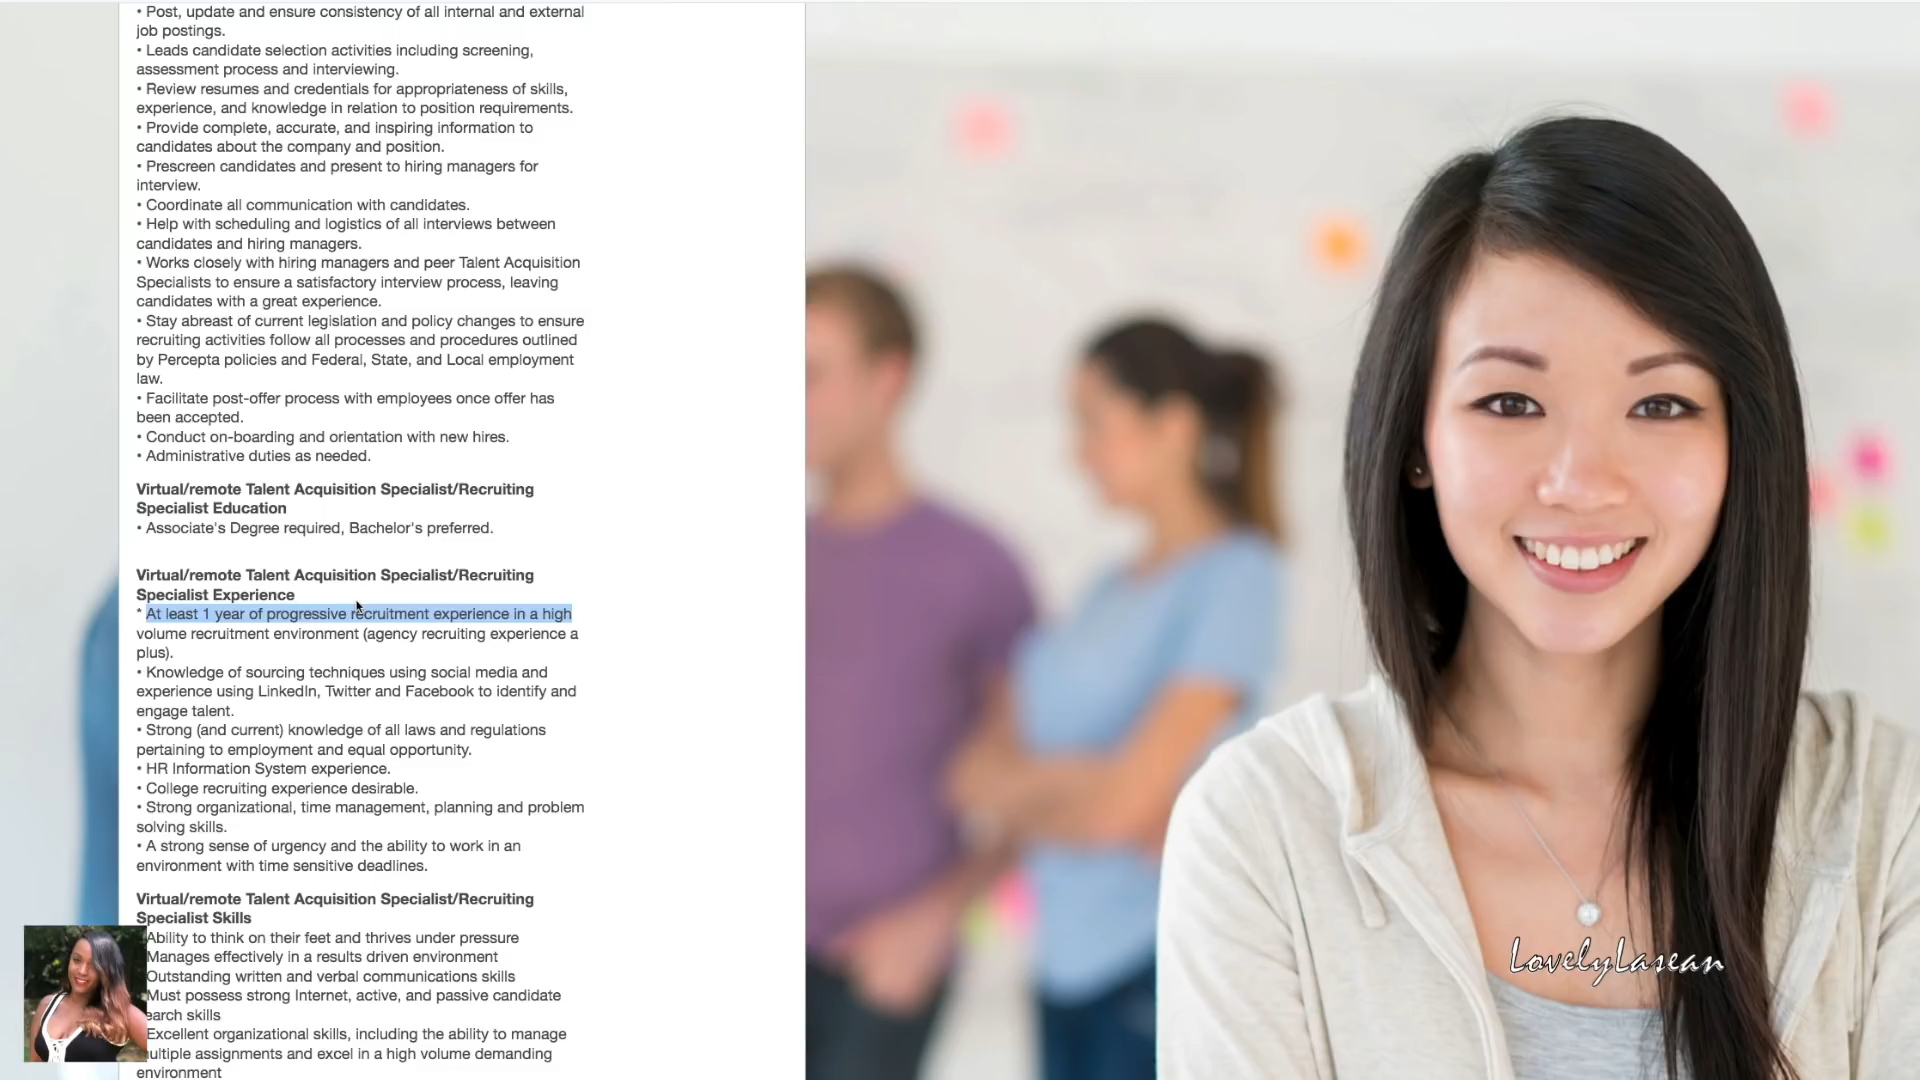 • Post, update and ensure consistency of all internal and external
job postings.
• Leads candidate selection activities including screening,
assessment process and interviewing.
• Review resumes and credentials for appropriateness of skills,
experience, and knowledge in relation to position requirements.
• Provide complete, accurate, and inspiring information to
candidates about the company and position.
• Prescreen candidates and present to hiring managers for
interview.
• Coordinate all communication with candidates.
• Help with scheduling and logistics of all interviews between
candidates and hiring managers.
• Works closely with hiring managers and peer Talent Acquisition
Specialists to ensure a satisfactory interview process, leaving
candidates with a great experience.
• Stay abreast of current legislation and policy changes to ensure
recruiting activities follow all processes and procedures outlined
by Percepta policies and Federal, State, and Local employment
law.
• Facilitate post-offer process with employees once offer has
been accepted.
• Conduct on-boarding and orientation with new hires.
• Administrative duties as needed.
Virtual/remote Talent Acquisition Specialist/Recruiting
Specialist Education
• Associate's Degree required, Bachelor's preferred.
Virtual/remote Talent Acquisition Specialist/Recruiting
Specialist Experience
* At least 1 year of progressive recruitment experience in a high
volume recruitment environment (agency recruiting experience a
plus).
• Knowledge of sourcing techniques using social media and
experience using LinkedIn, Twitter and Facebook to identify and
engage talent.
• Strong (and current) knowledge of all laws and regulations
pertaining to employment and equal opportunity.
• HR Information System experience.
• College recruiting experience desirable.
• Strong organizational, time management, planning and problem
solving skills.
• A strong sense of urgency and the ability to work in an
environment with time sensitive deadlines.
Virtual/remote Talent Acquisition Specialist/Recruiting
Specialist Skills
Ability to think on their feet and thrives under pressure
Manages effectively in a results driven environment
Outstanding written and verbal communications skills
Must possess strong Internet, active, and passive candidate
earch skills
Excellent organizational skills, including the ability to manage
ultiple assignments and excel in a high volume demanding
environment
LovelyLasean